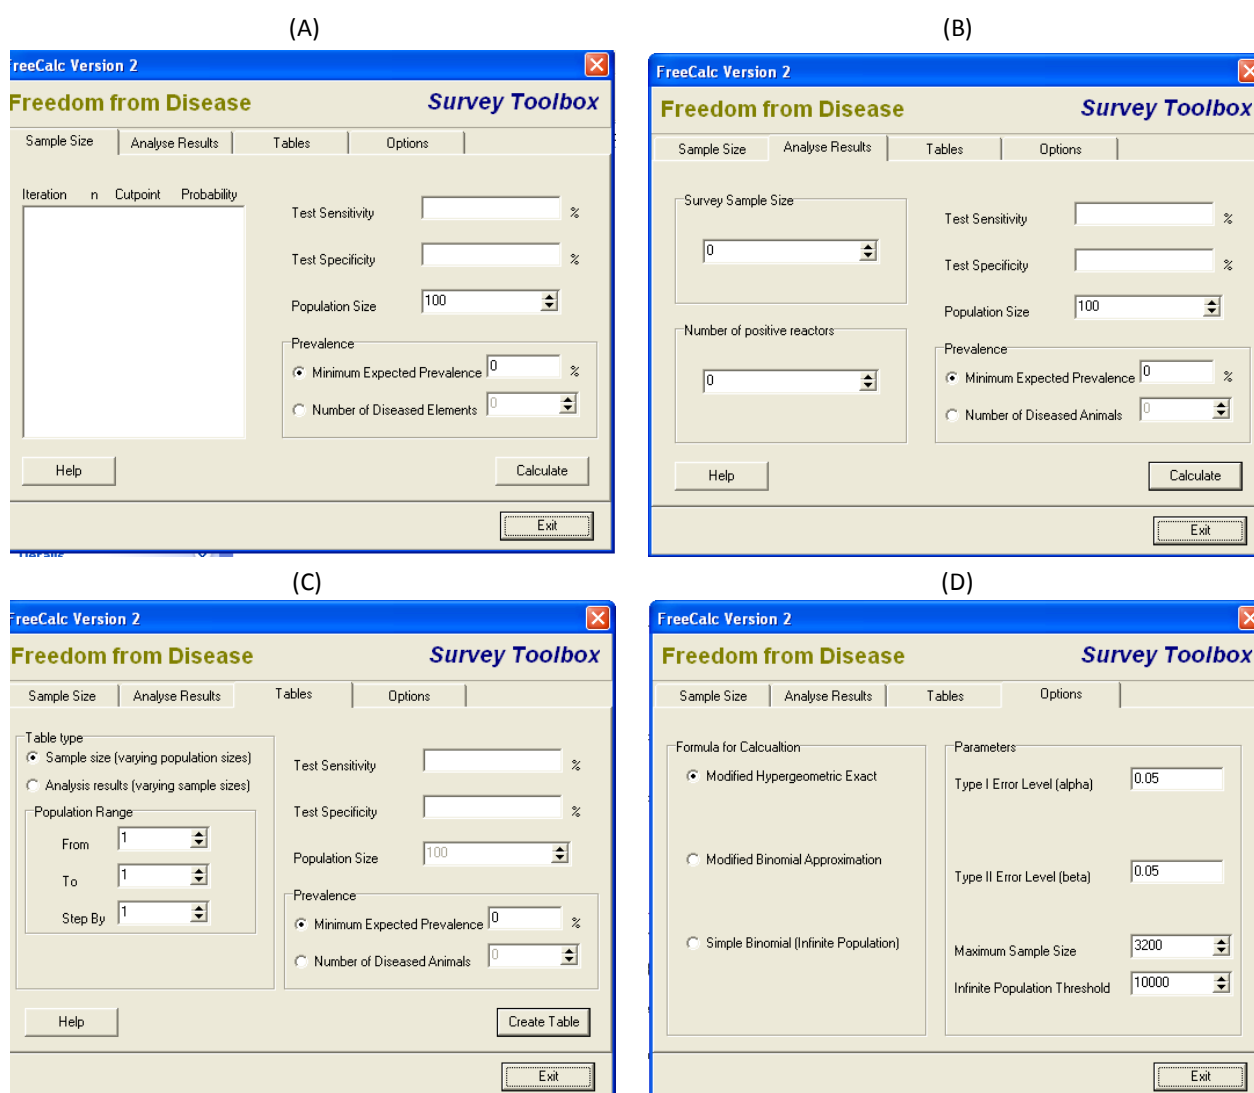 (A)
FreeCalc Version 2
Freedom from Disease
Survey Toolbox
Sample Size
Analyse Results
Tables
Options
Iteration n Cutpoint Probability
Test Sensitivity %
Test Specificity %
Population Size 100
Prevalence
Minimum Expected Prevalence 0 %
Number of Diseased Elements 0
Help
Calculate
Exit
(B)
FreeCalc Version 2
Freedom from Disease
Survey Toolbox
Sample Size
Analyse Results
Tables
Options
Survey Sample Size
0
Number of positive reactors
0
Test Sensitivity %
Test Specificity %
Population Size 100
Prevalence
Minimum Expected Prevalence 0 %
Number of Diseased Animals 0
Help
Calculate
Exit
(C)
FreeCalc Version 2
Freedom from Disease
Survey Toolbox
Sample Size
Analyse Results
Tables
Options
Table type
Sample size (varying population sizes)
Analysis results (varying sample sizes)
Population Range
From 1
To 1
Step By 1
Test Sensitivity %
Test Specificity %
Population Size 100
Prevalence
Minimum Expected Prevalence 0 %
Number of Diseased Animals 0
Help
Create Table
Exit
(D)
FreeCalc Version 2
Freedom from Disease
Survey Toolbox
Sample Size
Analyse Results
Tables
Options
Formula for Calcualtion
Modified Hypergeometric Exact
Modified Binomial Approximation
Simple Binomial (Infinite Population)
Parameters
Type I Error Level (alpha) 0.05
Type II Error Level (beta) 0.05
Maximum Sample Size 3200
Infinite Population Threshold 10000
Exit